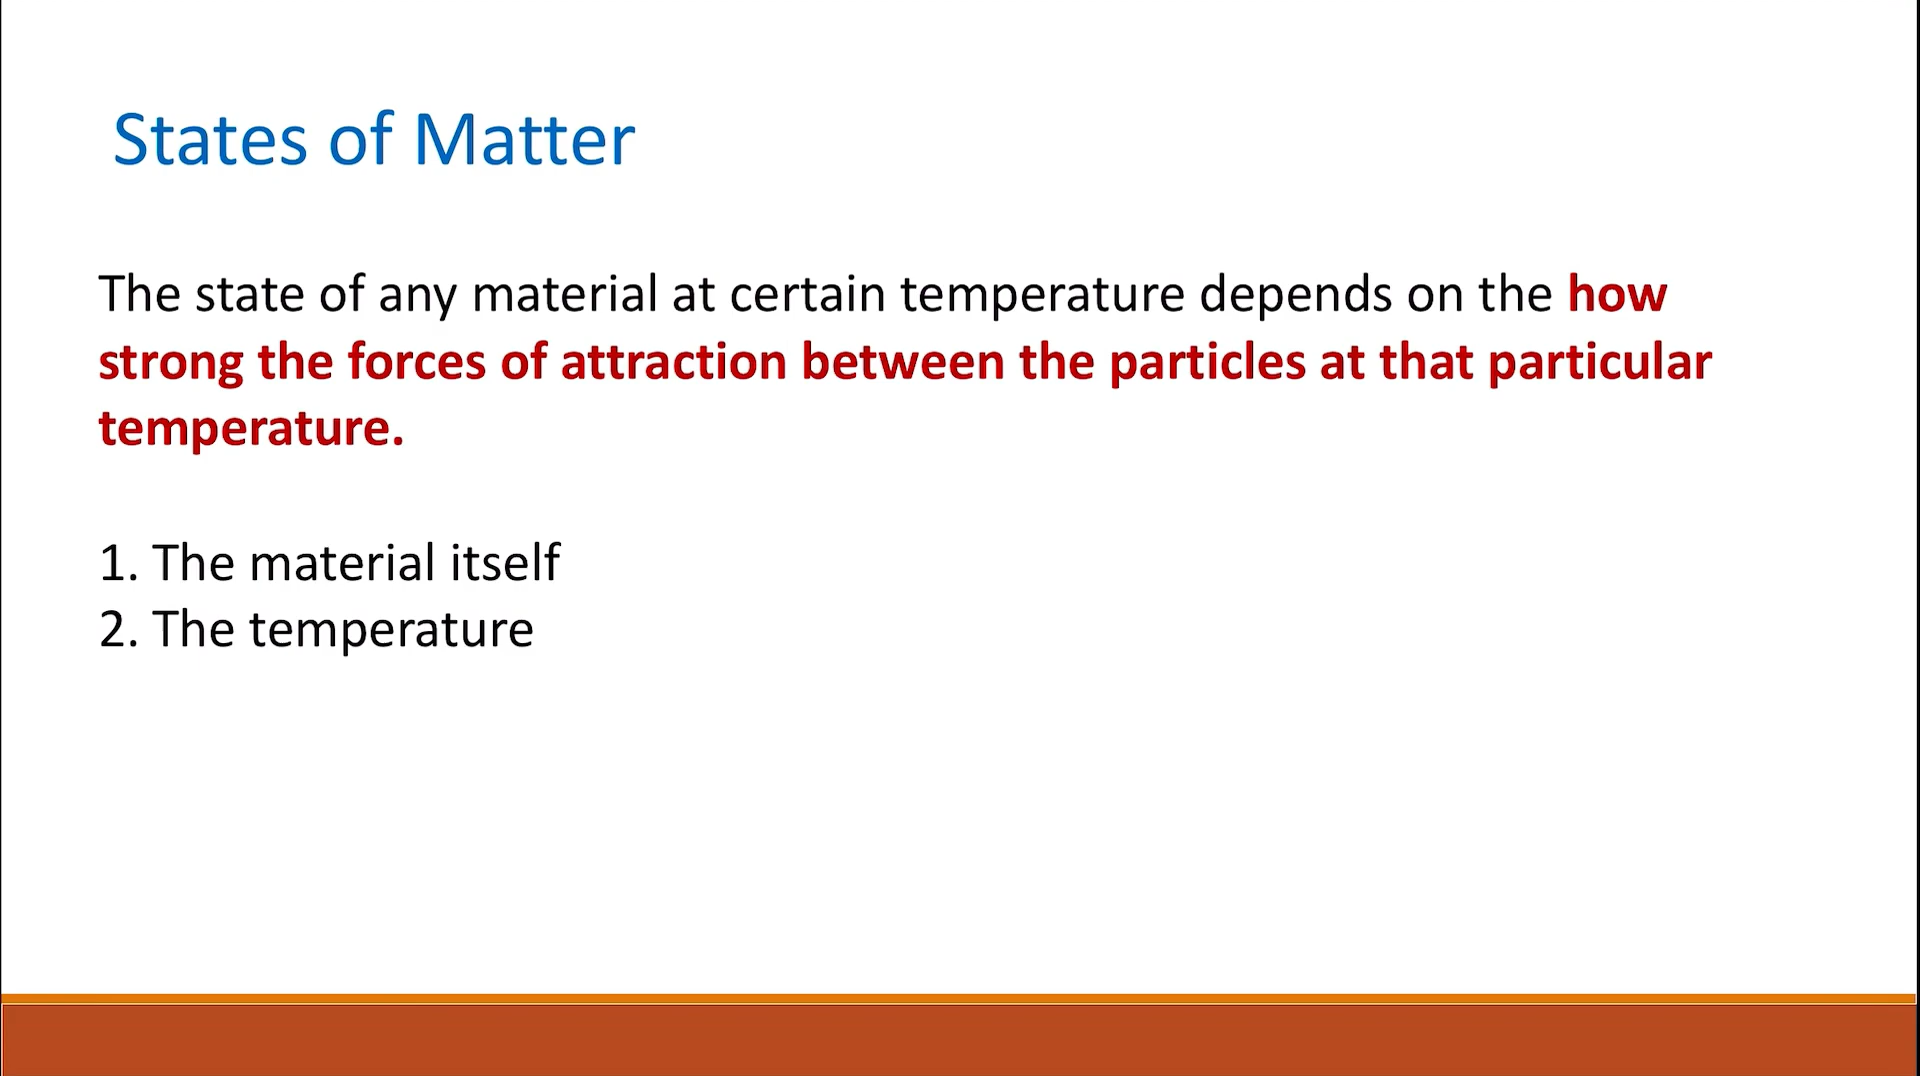 States of Matter
The state of any material at certain temperature depends on the how
strong the forces of attraction between the particles at that particular
temperature.
1. The material itself
2. The temperature